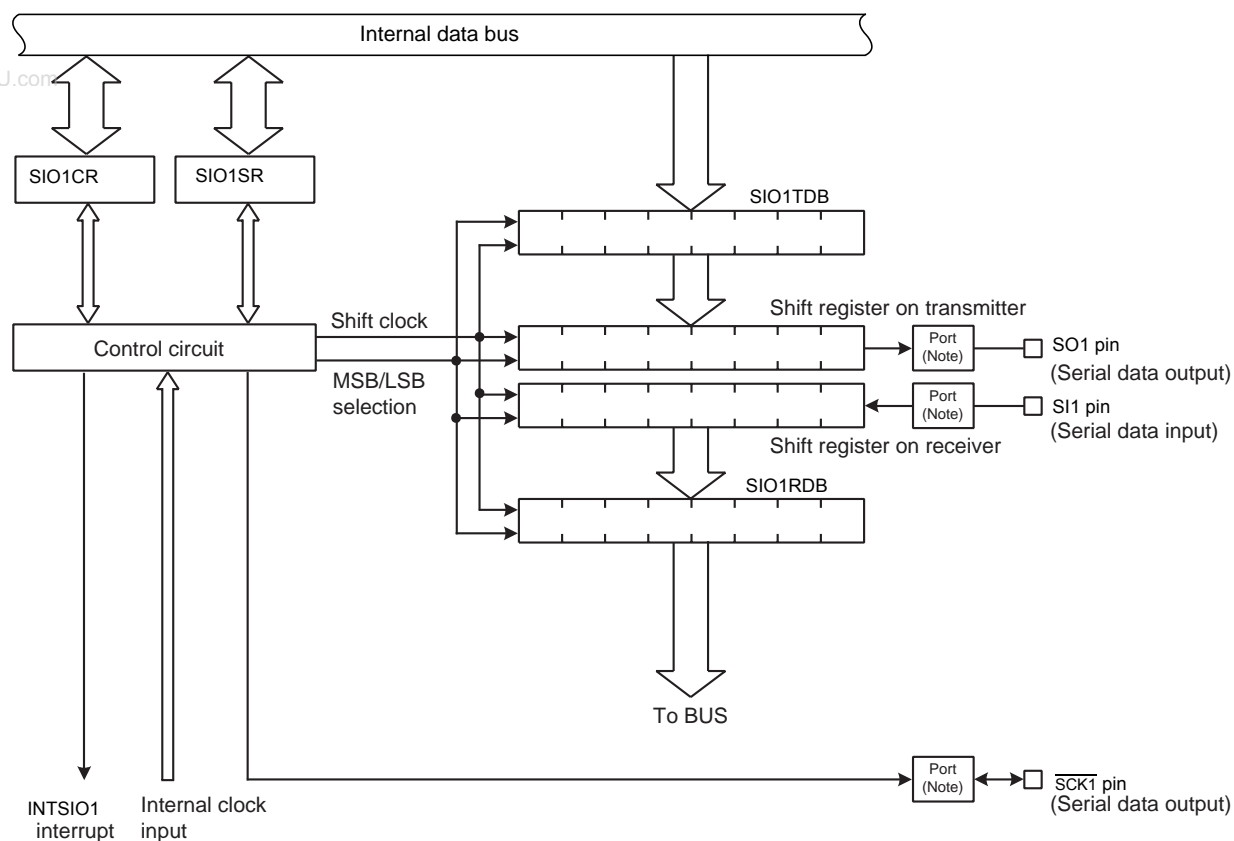 Internal data bus
U.com
SIO1CR
SIO1SR
SIO1TDB
Shift clock
Shift register on transmitter
Control circuit
MSB/LSB
selection
Port
(Note)
SO1 pin
(Serial data output)
Port
(Note)
SI1 pin
(Serial data input)
Shift register on receiver
SIO1RDB
To BUS
Port
(Note)
SCK1 pin
(Serial data output)
INTSIO1
interrupt
Internal clock
input